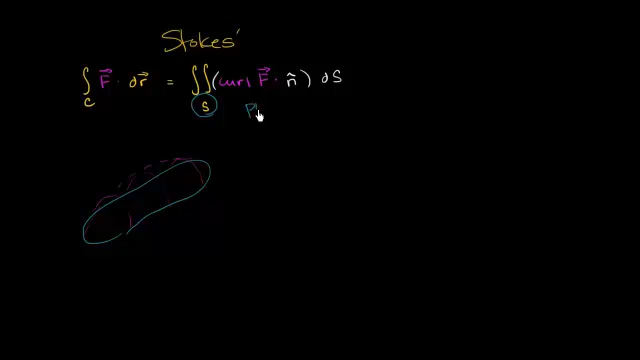 Stokes'
∫_C F⃗ · dr⃗ = ∬_S (curl F⃗ · n̂) dS
P